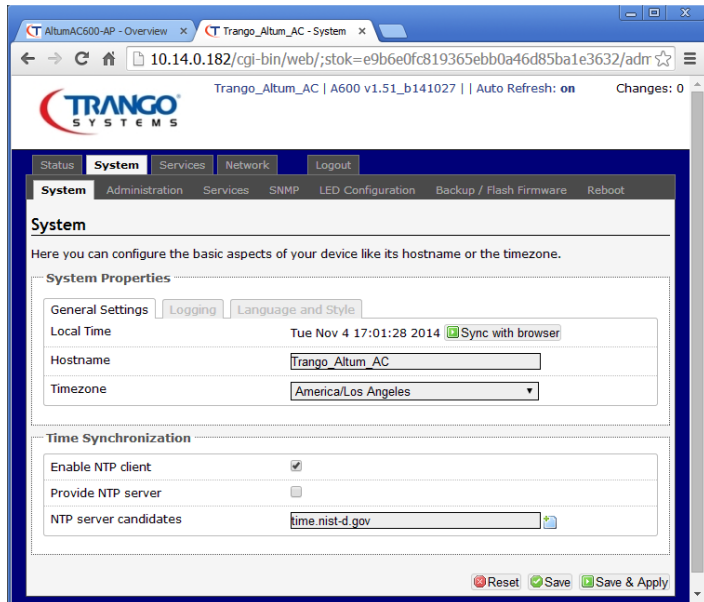 AltumAC600-AP - Overview × Trango_Altum_AC - System ×
10.14.0.182/cgi-bin/web/;stok=e9b6e0fc819365ebb0a46d85ba1e3632/adm
TRANGO SYSTEMS
Trango_Altum_AC | A600 v1.51_b141027 | | Auto Refresh: on Changes: 0
Status System Services Network Logout
System Administration Services SNMP LED Configuration Backup / Flash Firmware Reboot
System
Here you can configure the basic aspects of your device like its hostname or the timezone.
System Properties
General Settings Logging Language and Style
Local Time Tue Nov 4 17:01:28 2014 Sync with browser
Hostname Trango_Altum_AC
Timezone America/Los Angeles
Time Synchronization
Enable NTP client
Provide NTP server
NTP server candidates time.nist-d.gov
Reset Save Save & Apply